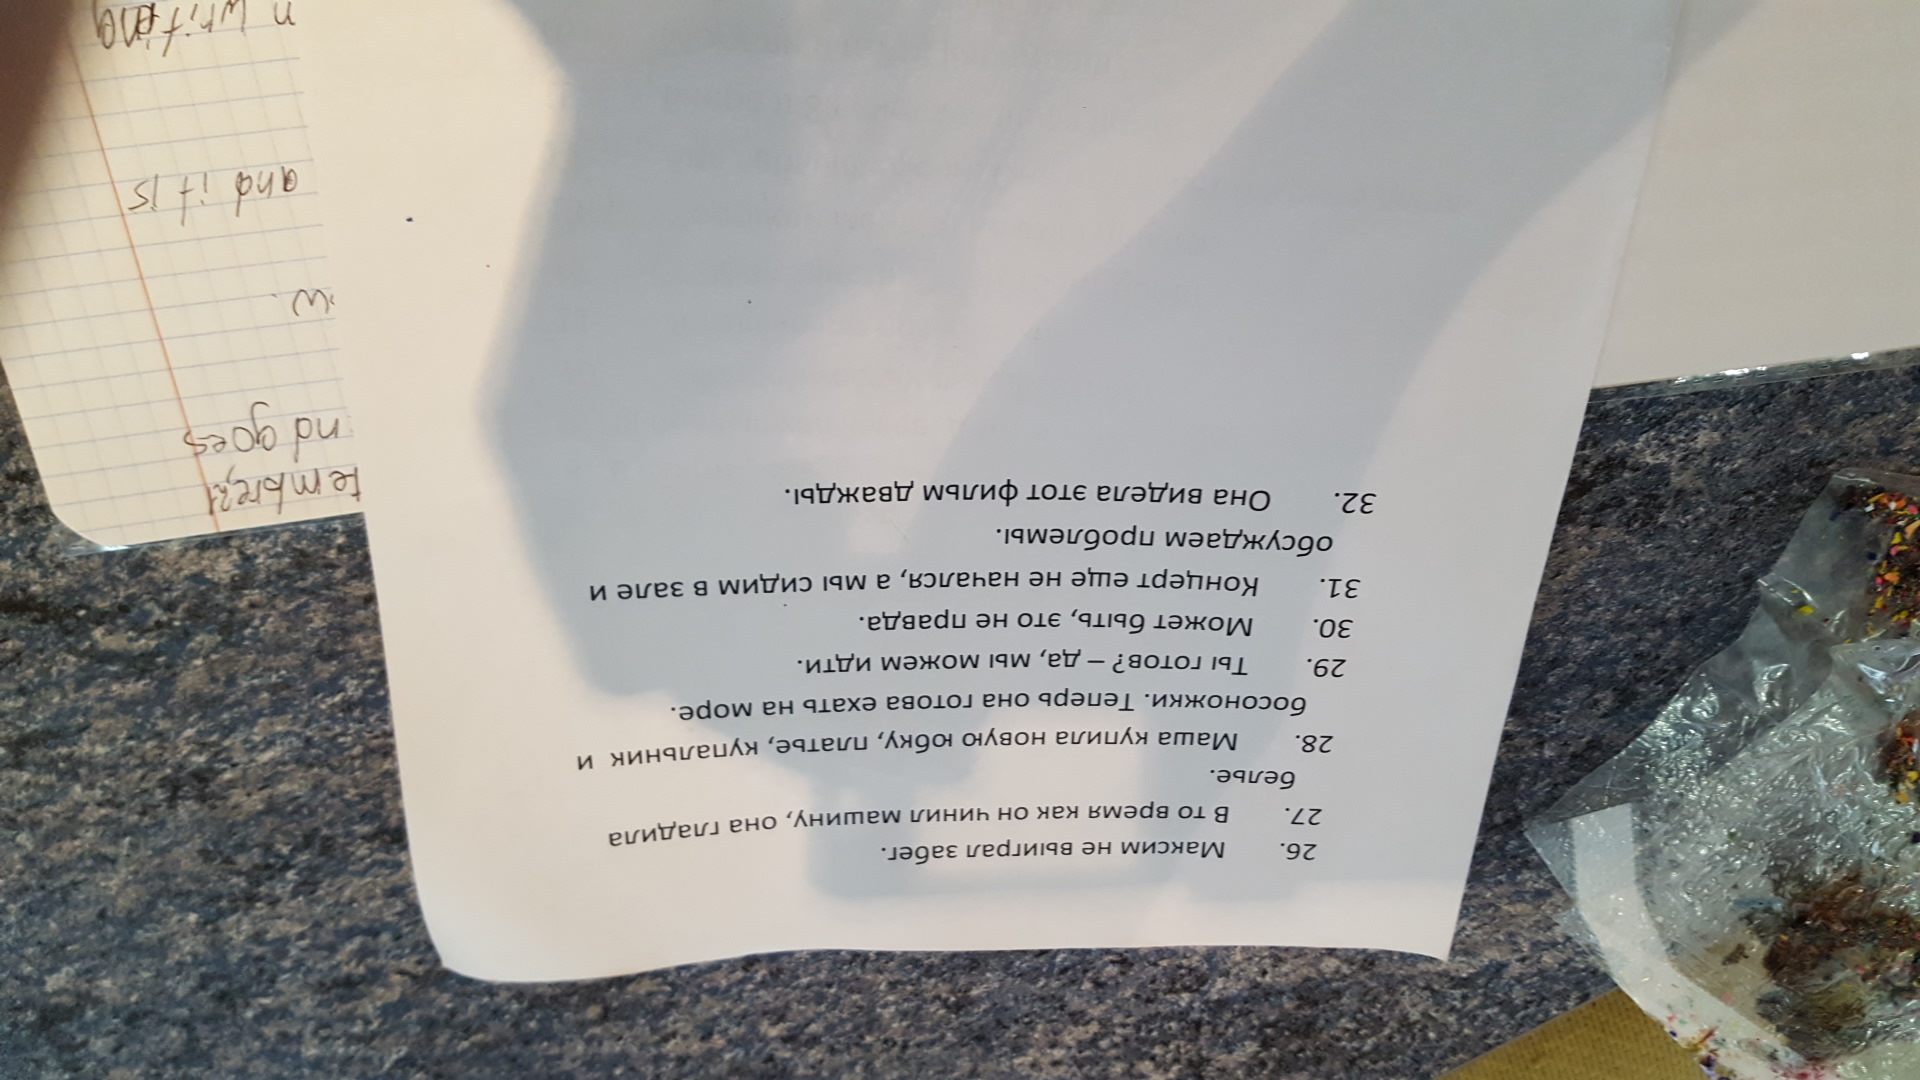 26. Максим не выиграл забег.
27. В то время как он чинил машину, она гладила
белье.
28. Маша купила новую юбку, платье, купальник и
босоножки. Теперь она готова ехать на море.
29. Ты готов? – да, мы можем идти.
30. Может быть, это не правда.
31. Концерт еще не начался, а мы сидим в зале и
обсуждаем проблемы.
32. Она видела этот фильм дважды.
nd goes
w.
and it is
n writing